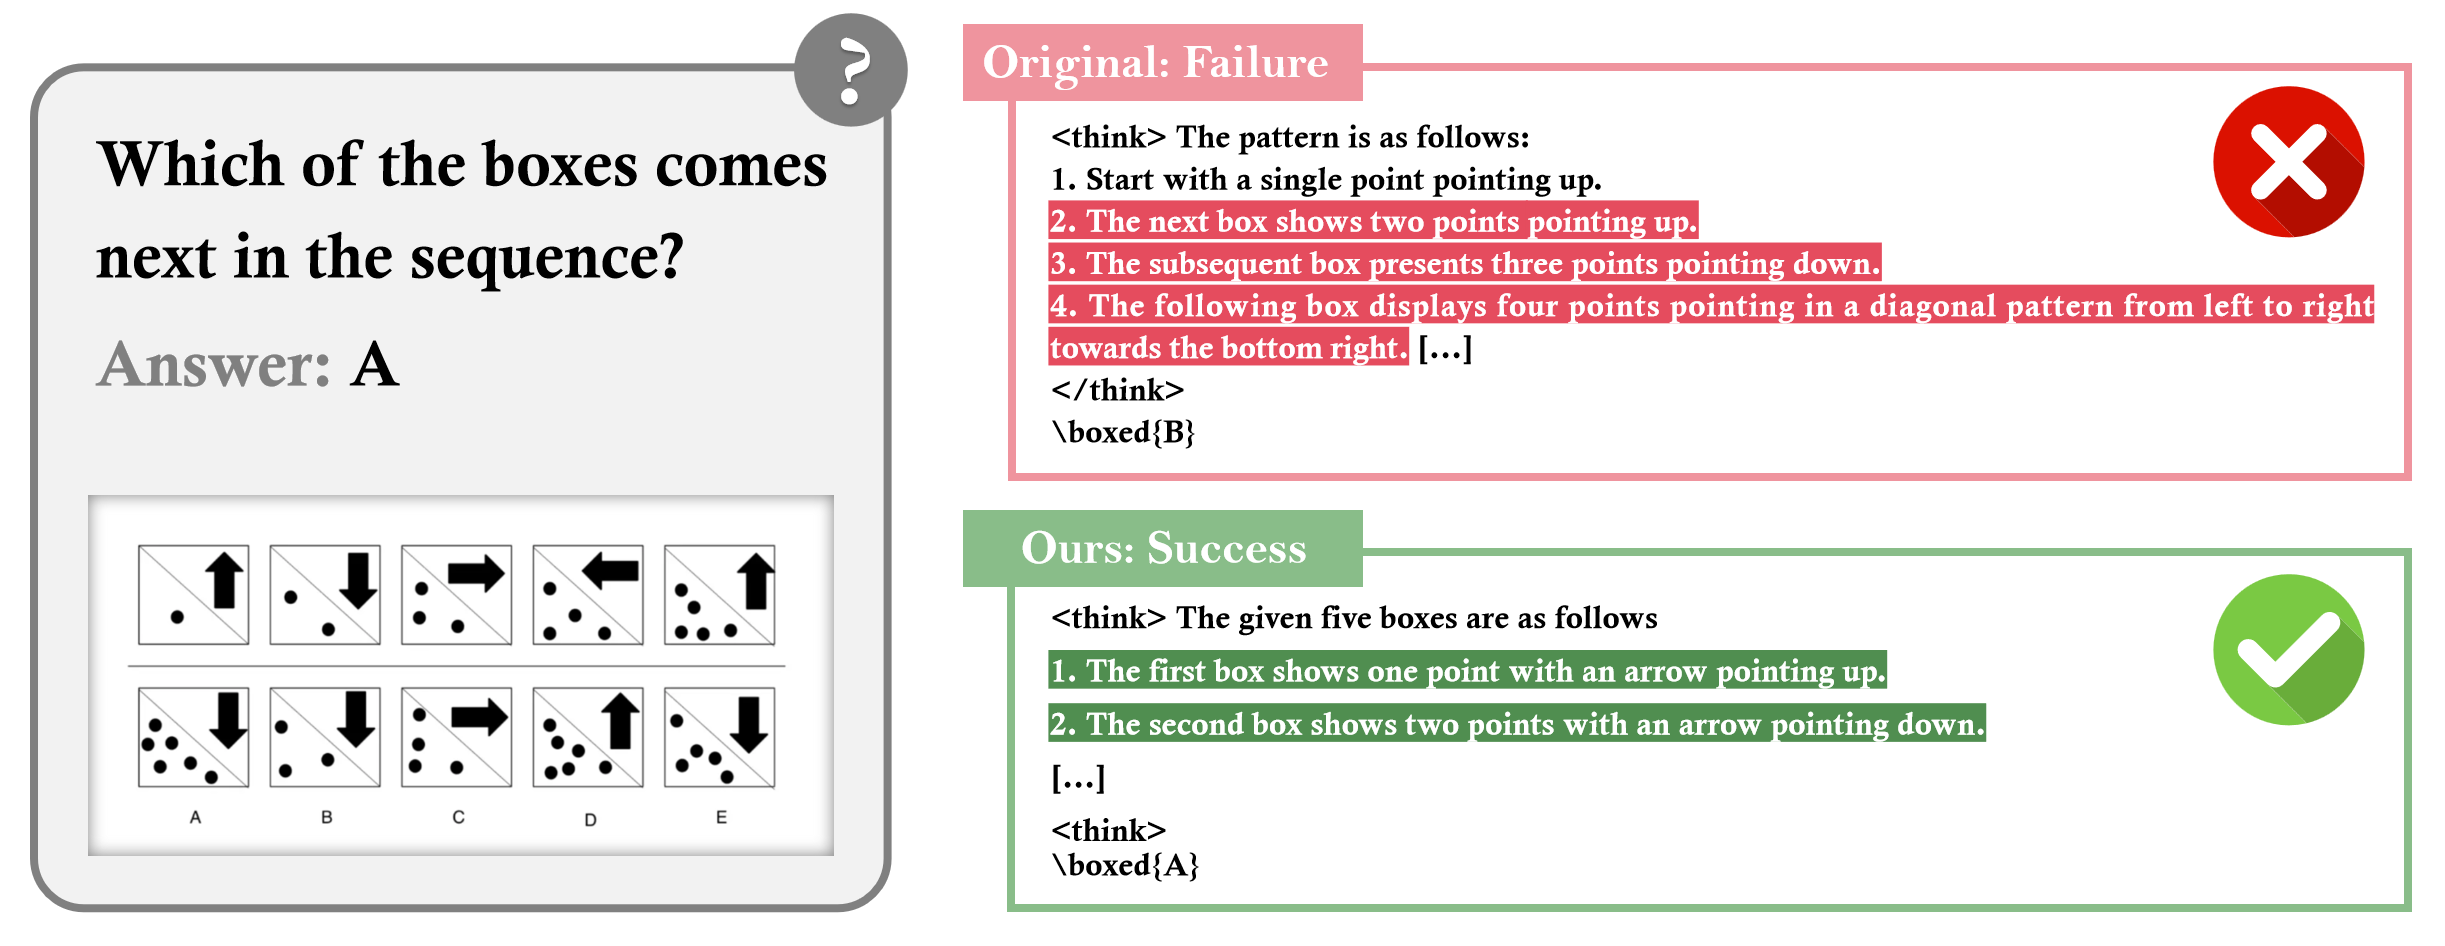 ?
Which of the boxes comes
next in the sequence?
Answer: A
A B C D E
Original: Failure
<think> The pattern is as follows:
1. Start with a single point pointing up.
2. The next box shows two points pointing up.
3. The subsequent box presents three points pointing down.
4. The following box displays four points pointing in a diagonal pattern from left to right
towards the bottom right. [...]
</think>
\boxed{B}
Ours: Success
<think> The given five boxes are as follows
1. The first box shows one point with an arrow pointing up.
2. The second box shows two points with an arrow pointing down.
[...]
<think>
\boxed{A}